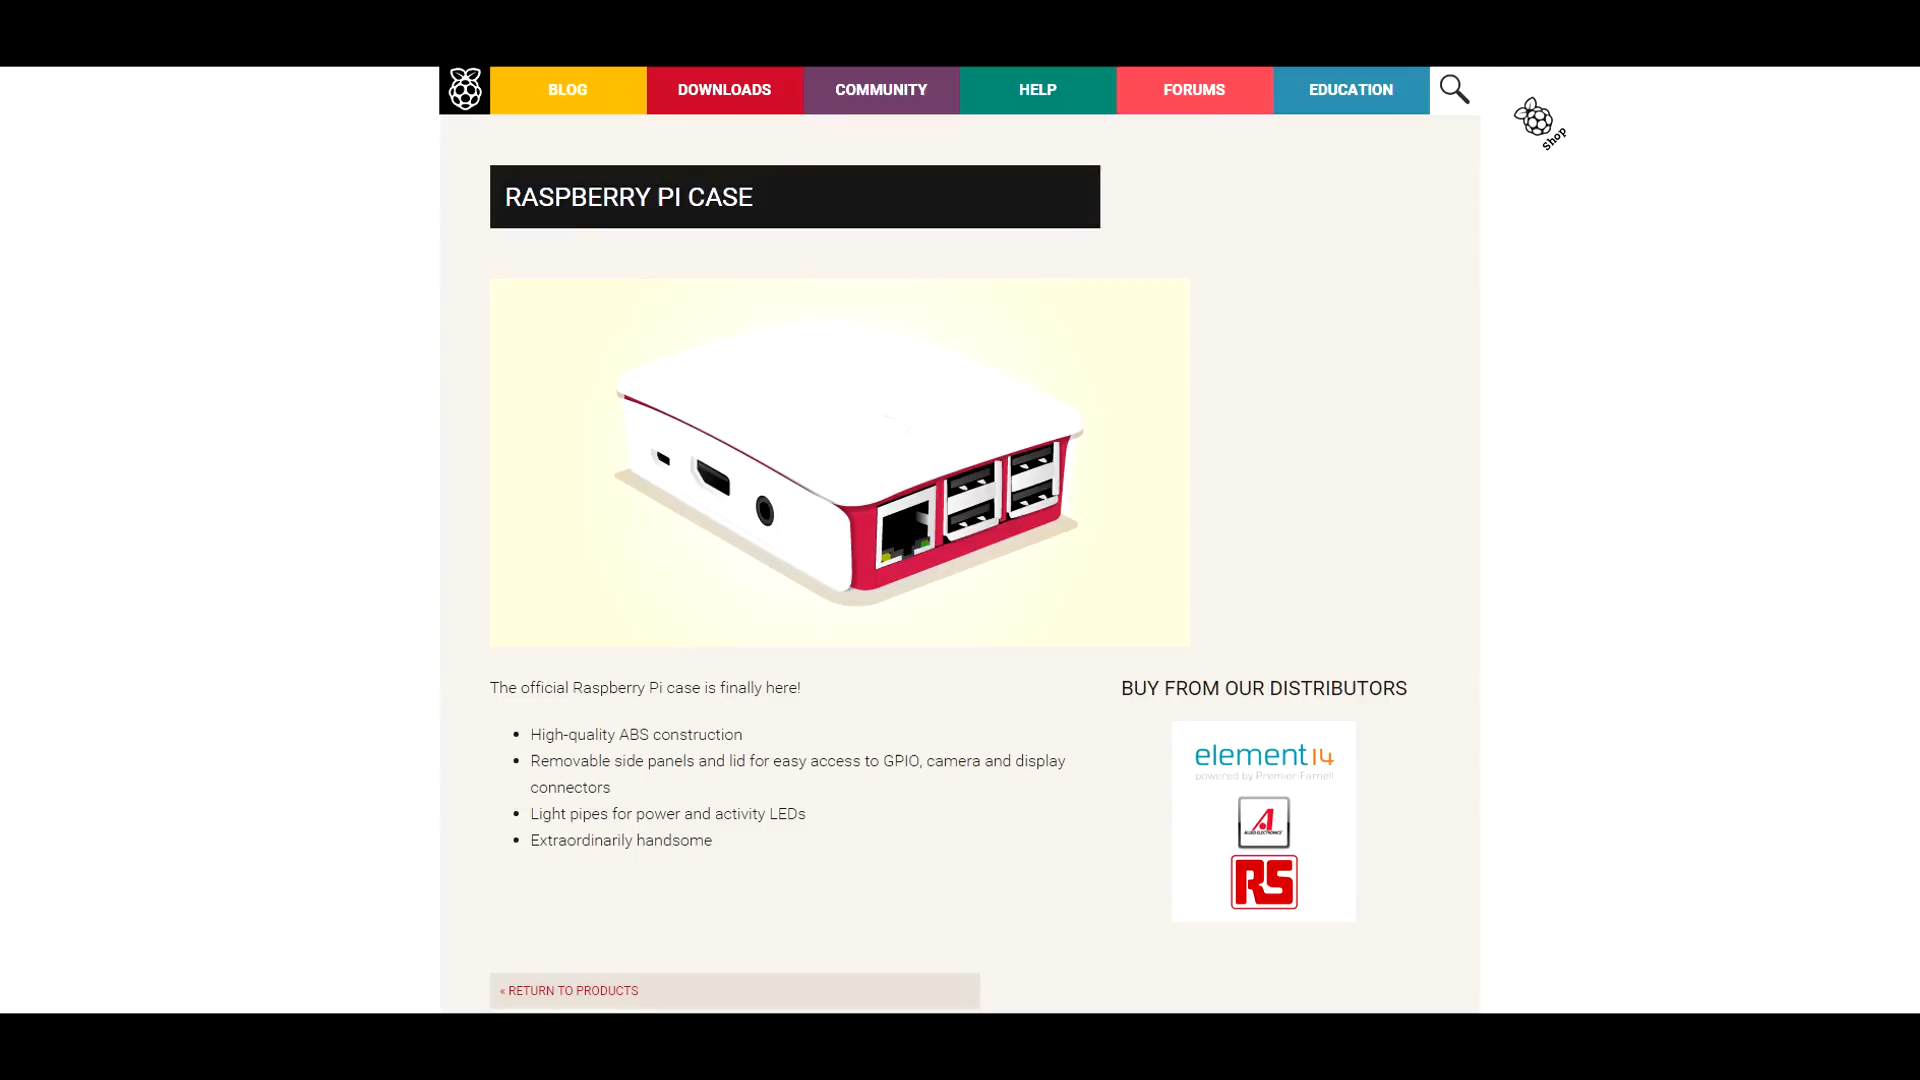 BLOG
DOWNLOADS
COMMUNITY
HELP
FORUMS
EDUCATION
Shop
RASPBERRY PI CASE
The official Raspberry Pi case is finally here!
BUY FROM OUR DISTRIBUTORS
• High-quality ABS construction
• Removable side panels and lid for easy access to GPIO, camera and display
connectors
• Light pipes for power and activity LEDs
• Extraordinarily handsome
element14
powered by Premier Farnell
ALLIED ELECTRONICS
RS
« RETURN TO PRODUCTS